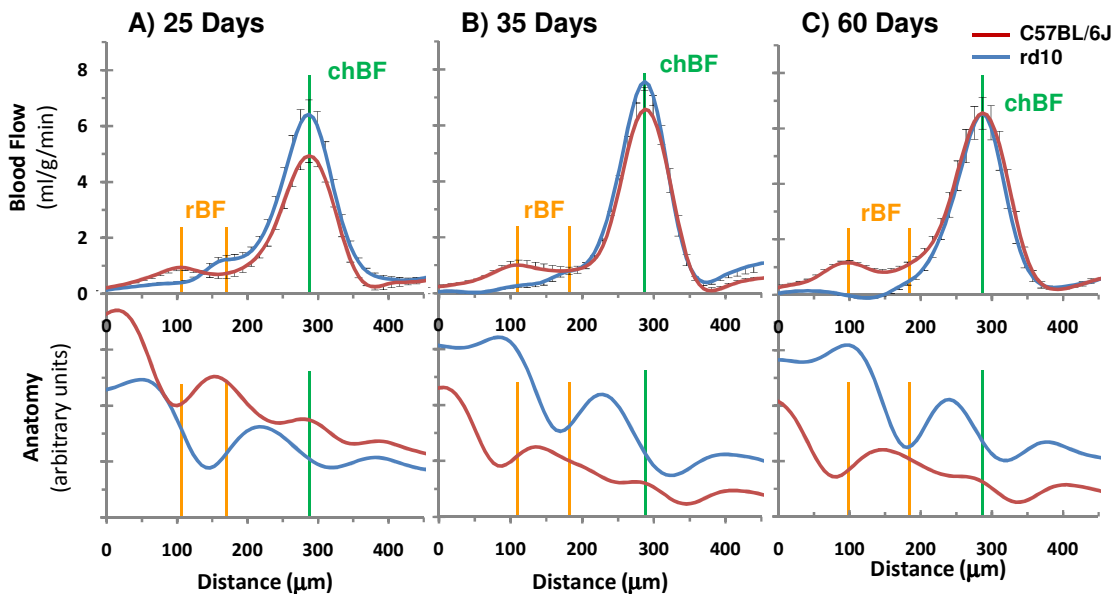 A) 25 Days
B) 35 Days
C) 60 Days
C57BL/6J
rd10
Blood Flow
(ml/g/min)
8
6
4
2
0
chBF
rBF
chBF
rBF
chBF
rBF
0 100 200 300 400
0 100 200 300 400
0 100 200 300 400
Anatomy
(arbitrary units)
0 100 200 300 400
0 100 200 300 400
0 100 200 300 400
Distance (μm)
Distance (μm)
Distance (μm)